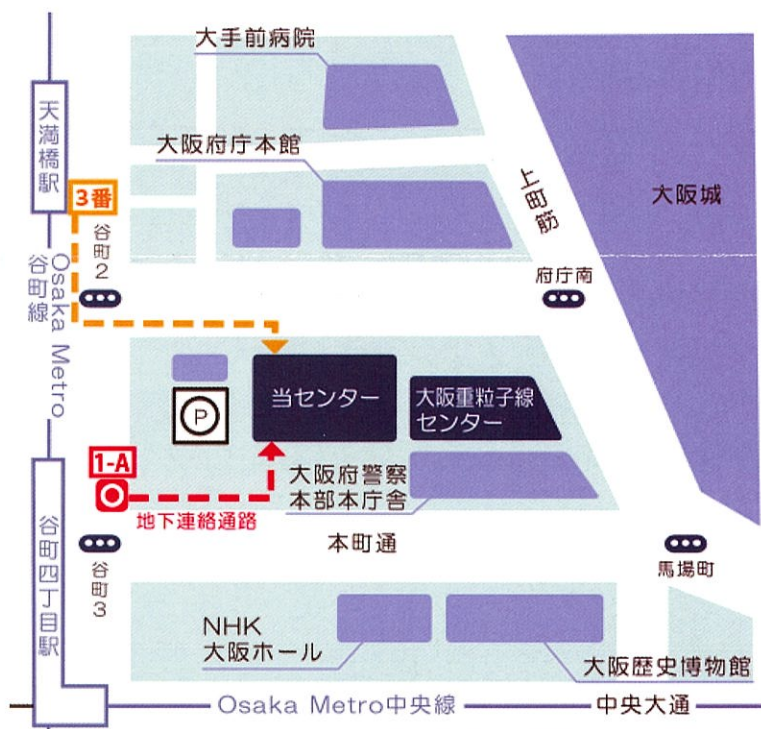 大手前病院
天満橋駅
大阪府庁本館
3番
上町筋
大阪城
谷町2
府庁南
Osaka Metro
谷町線
当センター
大阪重粒子線
センター
P
1-A
大阪府警察
本部本庁舎
地下連絡通路
本町通
谷町四丁目駅
谷町3
馬場町
NHK
大阪ホール
大阪歴史博物館
Osaka Metro中央線
中央大通